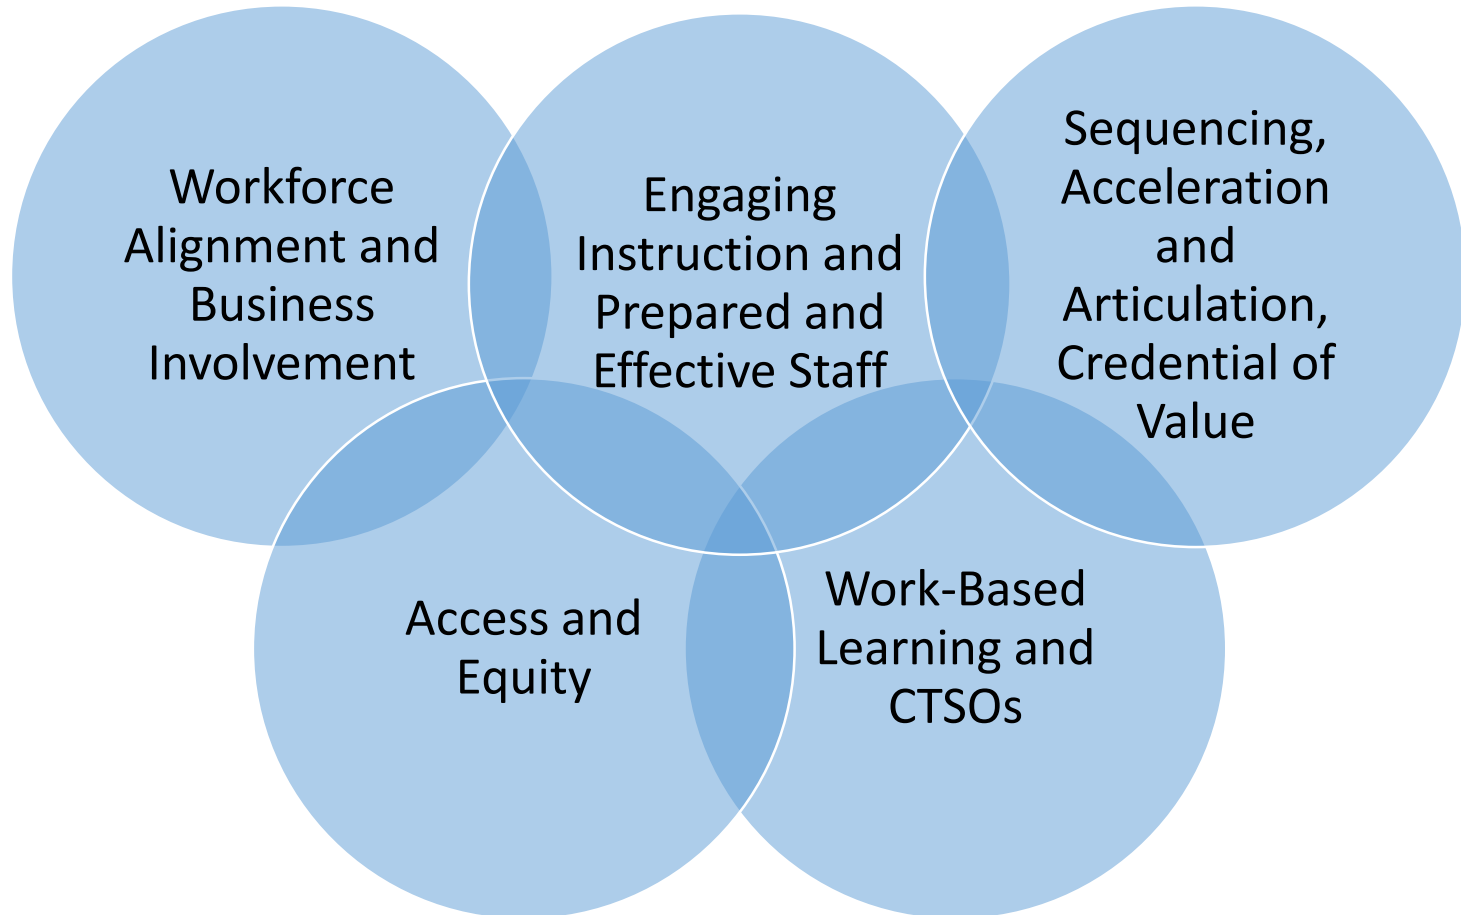 Workforce
Alignment and
Business
Involvement
Engaging
Instruction and
Prepared and
Effective Staff
Sequencing,
Acceleration
and
Articulation,
Credential of
Value
Access and
Equity
Work-Based
Learning and
CTSOs